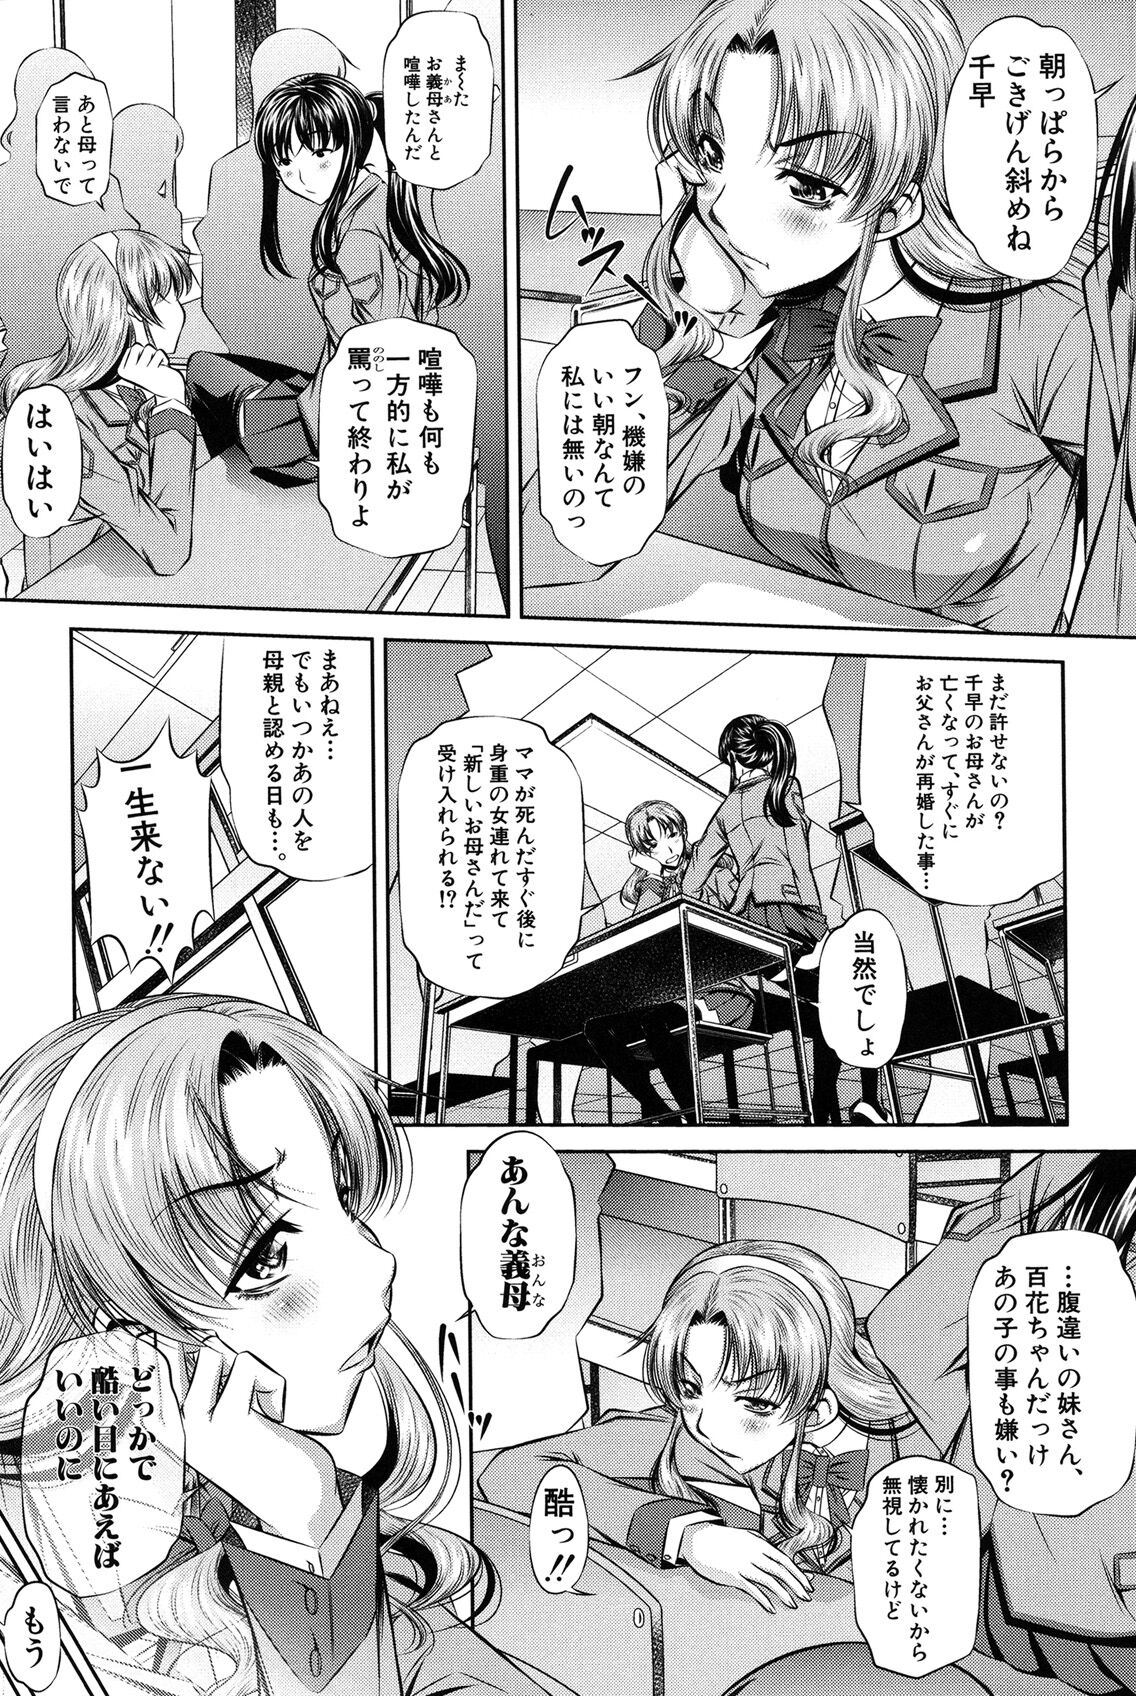 朝っぱらから
ごきげん斜めね
千早
フン、機嫌の
いい朝なんて
私には無いのっ
ま～た
お義母さんと
かあ
喧嘩したんだ
あと母って
言わないで
喧嘩も何も
一方的に私が
罵って終わりよ
ののし
はいはい
まだ許せないの？
千早のお母さんが
亡くなって、すぐに
お父さんが再婚した事…
当然でしょ
ママが死んだすぐ後に
身重の女連れて来て
「新しいお母さんだ」って
受け入れられる!?
まあねえ…
でもいつかあの人を
母親と認める日も…。
一生来ない!!
…腹違いの妹さん、
百花ちゃんだっけ
あの子の事も嫌い？
別に…
懐かれたくないから
無視してるけど
酷っ!!
あんな義母
おんな
どっかで
酷い日にあえば
いいのに
もう